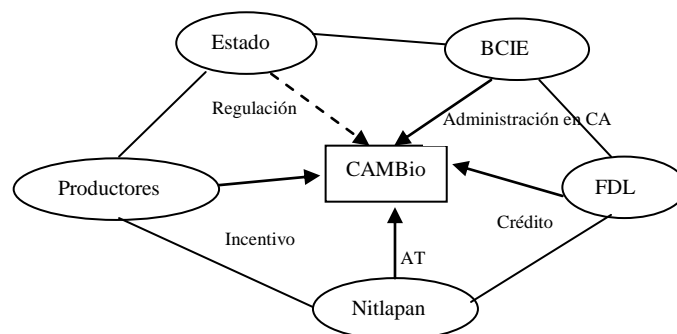 Estado
BCIE
Regulación
Administración en CA
CAMBio
Productores
FDL
Incentivo
Crédito
AT
Nitlapan